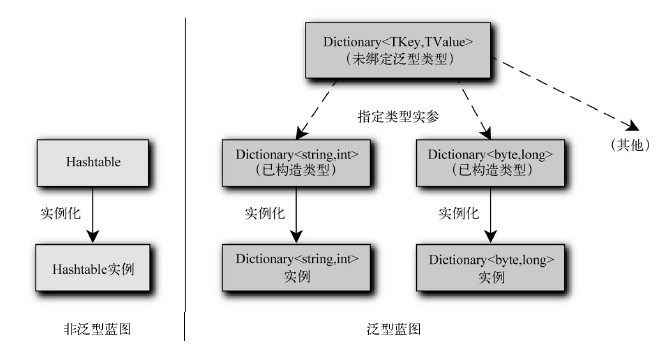 Hashtable
实例化
Hashtable实例
非泛型蓝图
Dictionary<TKey,TValue>
（未绑定泛型类型）
指定类型实参
（其他）
Dictionary<string,int>
（已构造类型）
Dictionary<byte,long>
（已构造类型）
实例化
实例化
Dictionary<string,int>
实例
Dictionary<byte,long>
实例
泛型蓝图